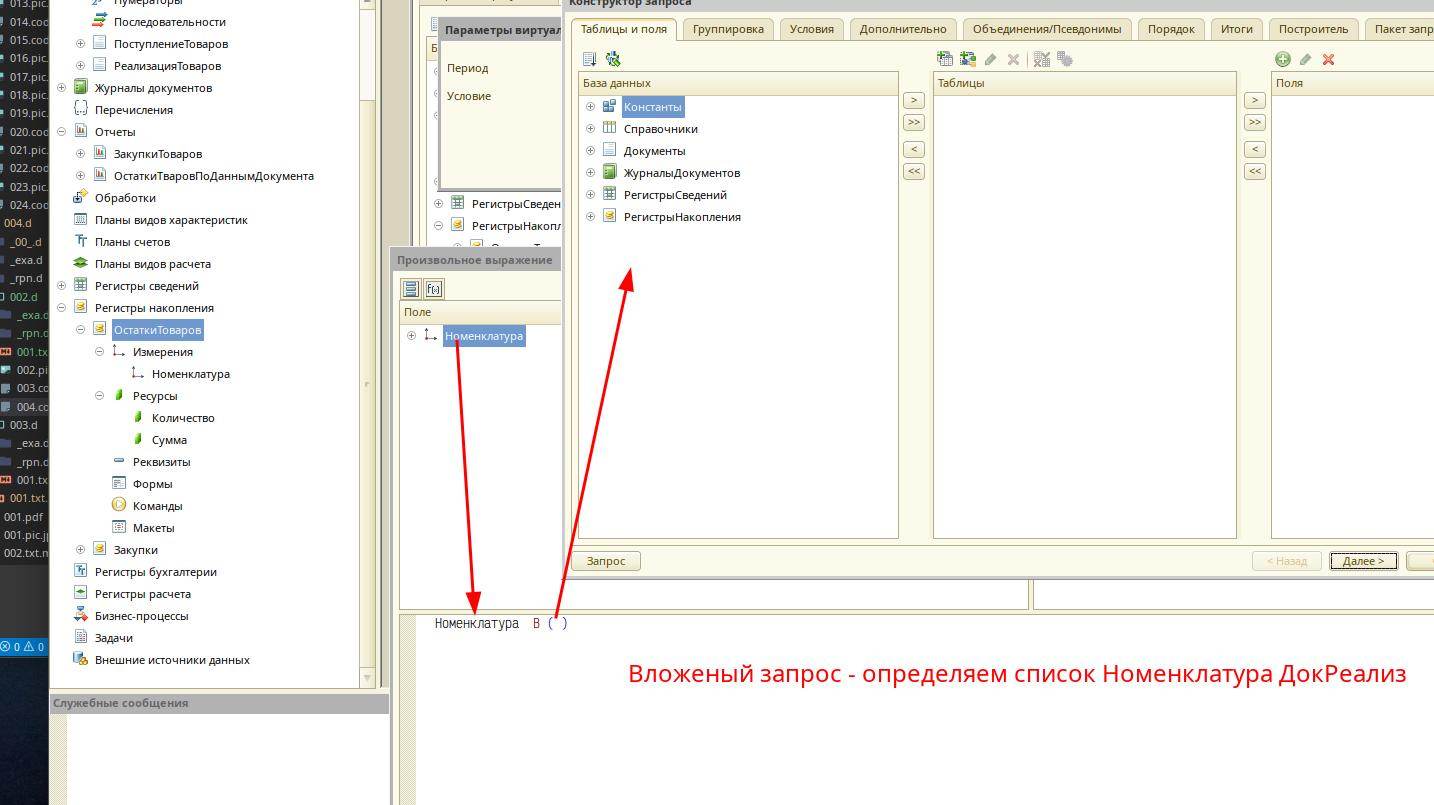 013.pic.
014.cod
015.cod
016.pic.
017.pic.
018.pic.
019.pic.
020.cod
021.pic.
022.cod
023.pic.
024.cod
004.d
_00_.d
_exa.d
_rpn.d
002.d
_exa.d
_rpn.d
001.tx
002.pi
003.co
004.co
003.d
_exa.d
_rpn.d
001.tx
001.txt.
001.pdf
001.pic.j
002.txt.m
0 0
Нумераторы
Последовательности
ПоступлениеТоваров
РеализацияТоваров
Журналы документов
Перечисления
Отчеты
ЗакупкиТоваров
ОстаткиТваровПоДаннымДокумента
Обработки
Планы видов характеристик
Планы счетов
Планы видов расчета
Регистры сведений
Регистры накопления
ОстаткиТоваров
Измерения
Номенклатура
Ресурсы
Количество
Сумма
Реквизиты
Формы
Команды
Макеты
Закупки
Регистры бухгалтерии
Регистры расчета
Бизнес-процессы
Задачи
Внешние источники данных
Служебные сообщения
Б
Параметры виртуал
Период
Условие
РегистрыСведен
РегистрыНакопл
Произвольное выражение
f(x)
Поле
Номенклатура
Номенклатура В ( )
Конструктор запроса
Таблицы и поля Группировка Условия Дополнительно Объединения/Псевдонимы Порядок Итоги Построитель Пакет запр
База данных
Константы
Справочники
Документы
ЖурналыДокументов
РегистрыСведений
РегистрыНакопления
>
>>
<
<<
Таблицы
>
>>
<
<<
Поля
Запрос < Назад Далее >
Вложеный запрос - определяем список Номенклатура ДокРеализ